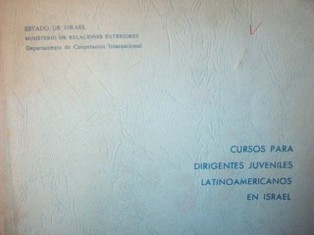 ESTADO DE ISRAEL
MINISTERIO DE RELACIONES EXTERIORES
Departamento de Cooperación Internacional
CURSOS PARA
DIRIGENTES JUVENILES
LATINOAMERICANOS
EN ISRAEL